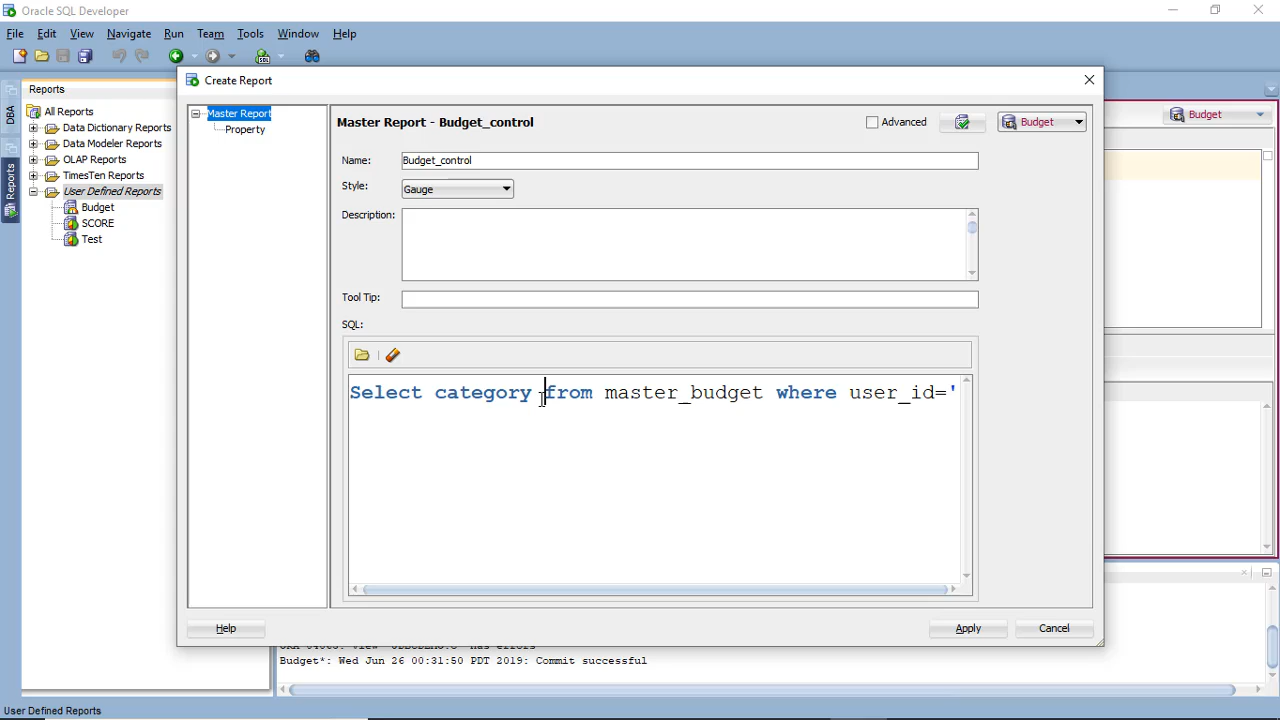 Oracle SQL Developer
File Edit View Navigate Run Team Tools Window Help
SQL
DBA
Reports
Reports
All Reports
Data Dictionary Reports
Data Modeler Reports
OLAP Reports
TimesTen Reports
User Defined Reports
Budget
SCORE
Test
Create Report
Master Report
Property
Master Report - Budget_control
Advanced
Budget
Budget
Name: Budget_control
Style: Gauge
Description:
Tool Tip:
SQL:
Select category from master_budget where user_id='
Help
Apply
Cancel
Budget*: Wed Jun 26 00:31:50 PDT 2019: Commit successful
User Defined Reports